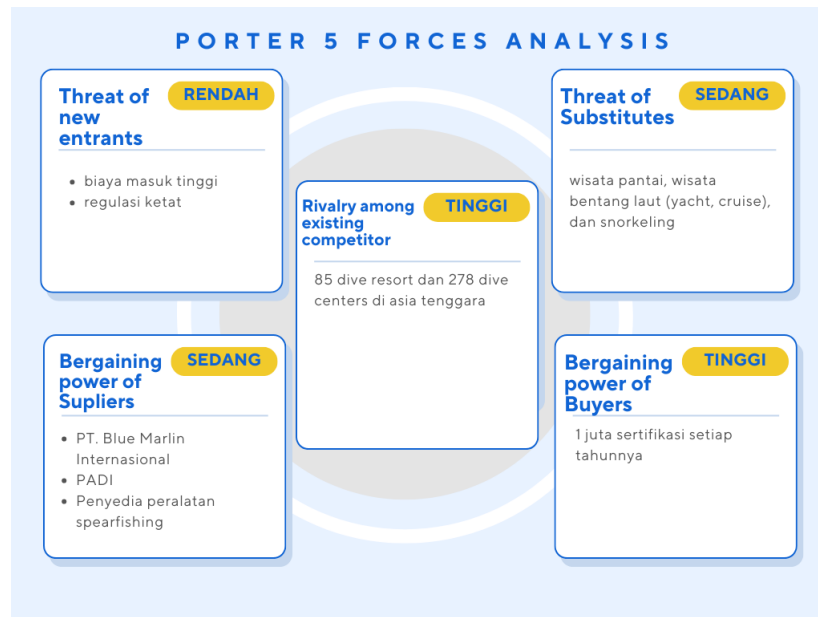 PORTER 5 FORCES ANALYSIS
Threat of
new
entrants
RENDAH
• biaya masuk tinggi
• regulasi ketat
Threat of
Substitutes
SEDANG
wisata pantai, wisata
bentang laut (yacht, cruise),
dan snorkeling
Rivalry among
existing
competitor
TINGGI
85 dive resort dan 278 dive
centers di asia tenggara
Bergaining
power of
Supliers
SEDANG
• PT. Blue Marlin
Internasional
• PADI
• Penyedia peralatan
spearfishing
Bergaining
power of
Buyers
TINGGI
1 juta sertifikasi setiap
tahunnya